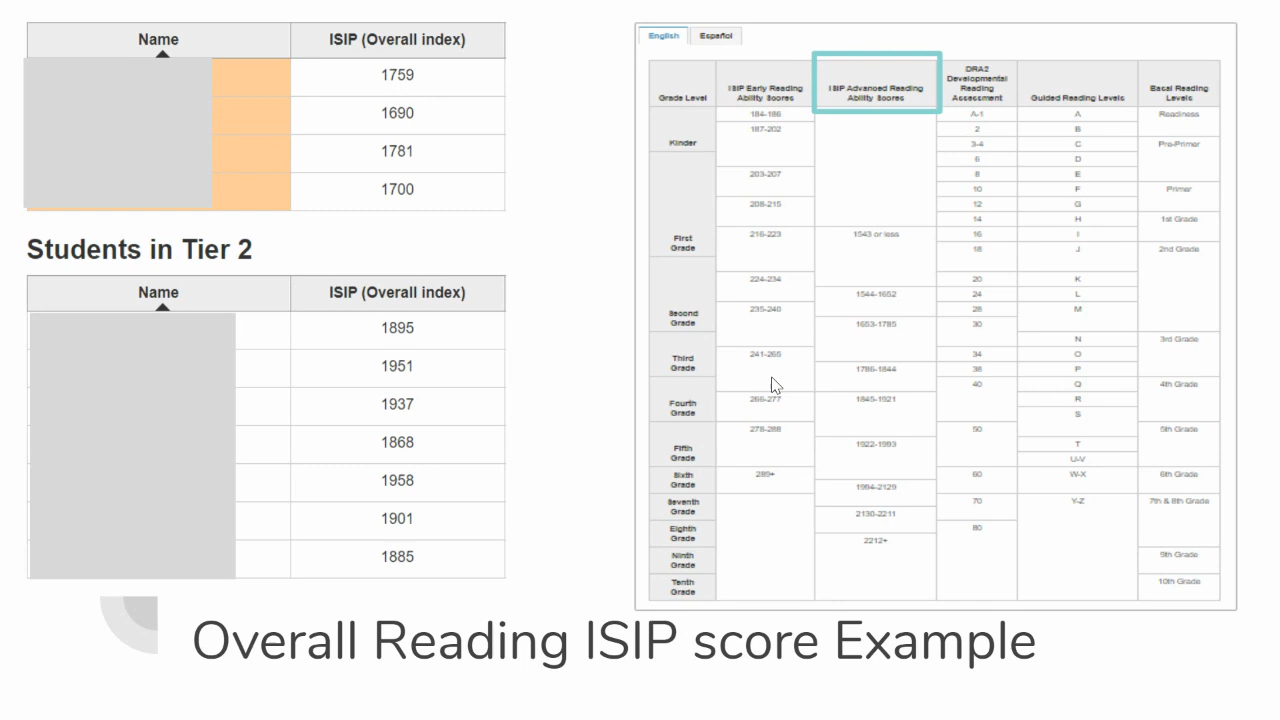 Name ISIP (Overall index)
1759
1690
1781
1700
Students in Tier 2
Name ISIP (Overall index)
1895
1951
1937
1868
1958
1901
1885
English Español
Grade Level
ISIP Early Reading
Ability Scores
ISIP Advanced Reading
Ability Scores
DRA2
Developmental
Reading
Assessment
Guided Reading Levels
Basal Reading
Levels
184-186 A-1 A Readiness
187-202 2 B
Kinder 3-4 C Pre-Primer
6 D
203-207 8 E
10 F Primer
208-215 12 G
14 H 1st Grade
First
Grade
216-223 1543 or less 16 I
18 J 2nd Grade
224-234 20 K
1544-1652 24 L
Second
Grade
235-240 28 M
1653-1785 30
N 3rd Grade
Third
Grade
241-265 34 O
1786-1844 38 P
40 Q 4th Grade
Fourth
Grade
266-277 1845-1921 R
S
278-288 50 5th Grade
Fifth
Grade
1922-1993 T
U-V
Sixth
Grade
289+ 60 W-X 6th Grade
1994-2129
Seventh
Grade
70 Y-Z 7th & 8th Grade
2130-2211
Eighth
Grade
80
2212+
Ninth
Grade
9th Grade
Tenth
Grade
10th Grade
Overall Reading ISIP score Example